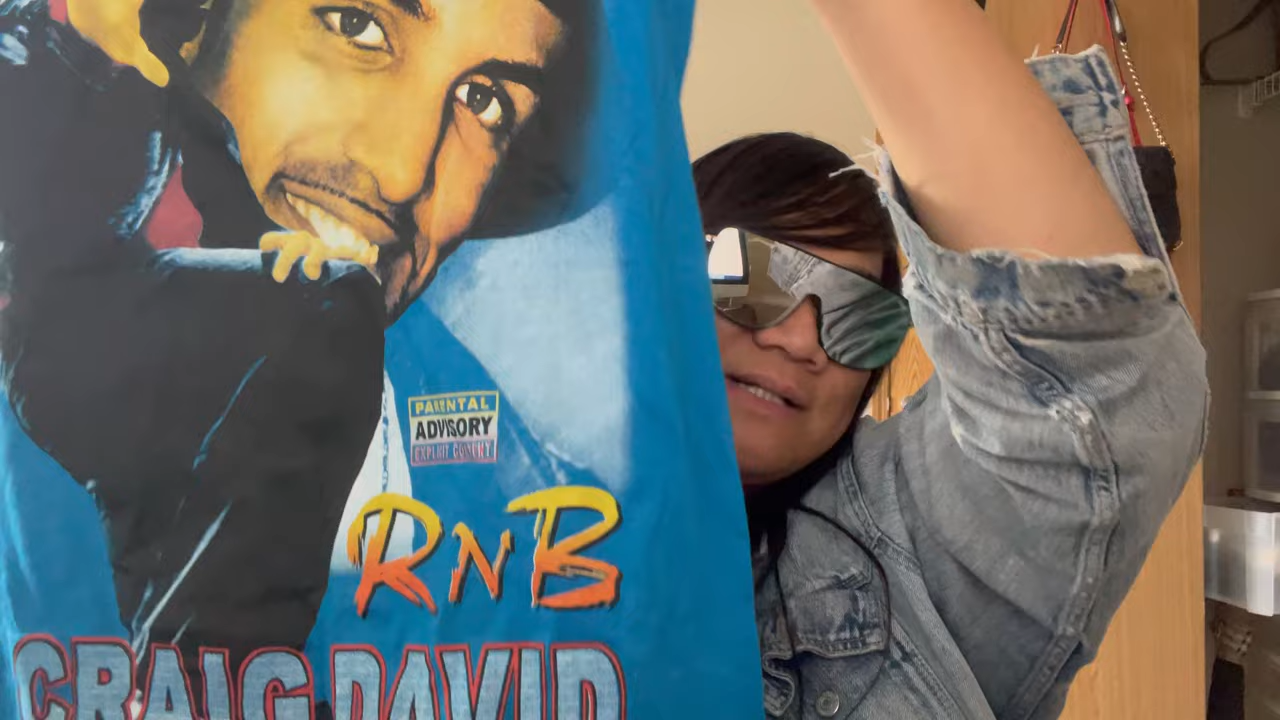 PARENTAL
ADVISORY
EXPLICIT CONTENT
RNB
CRAIG DAVID